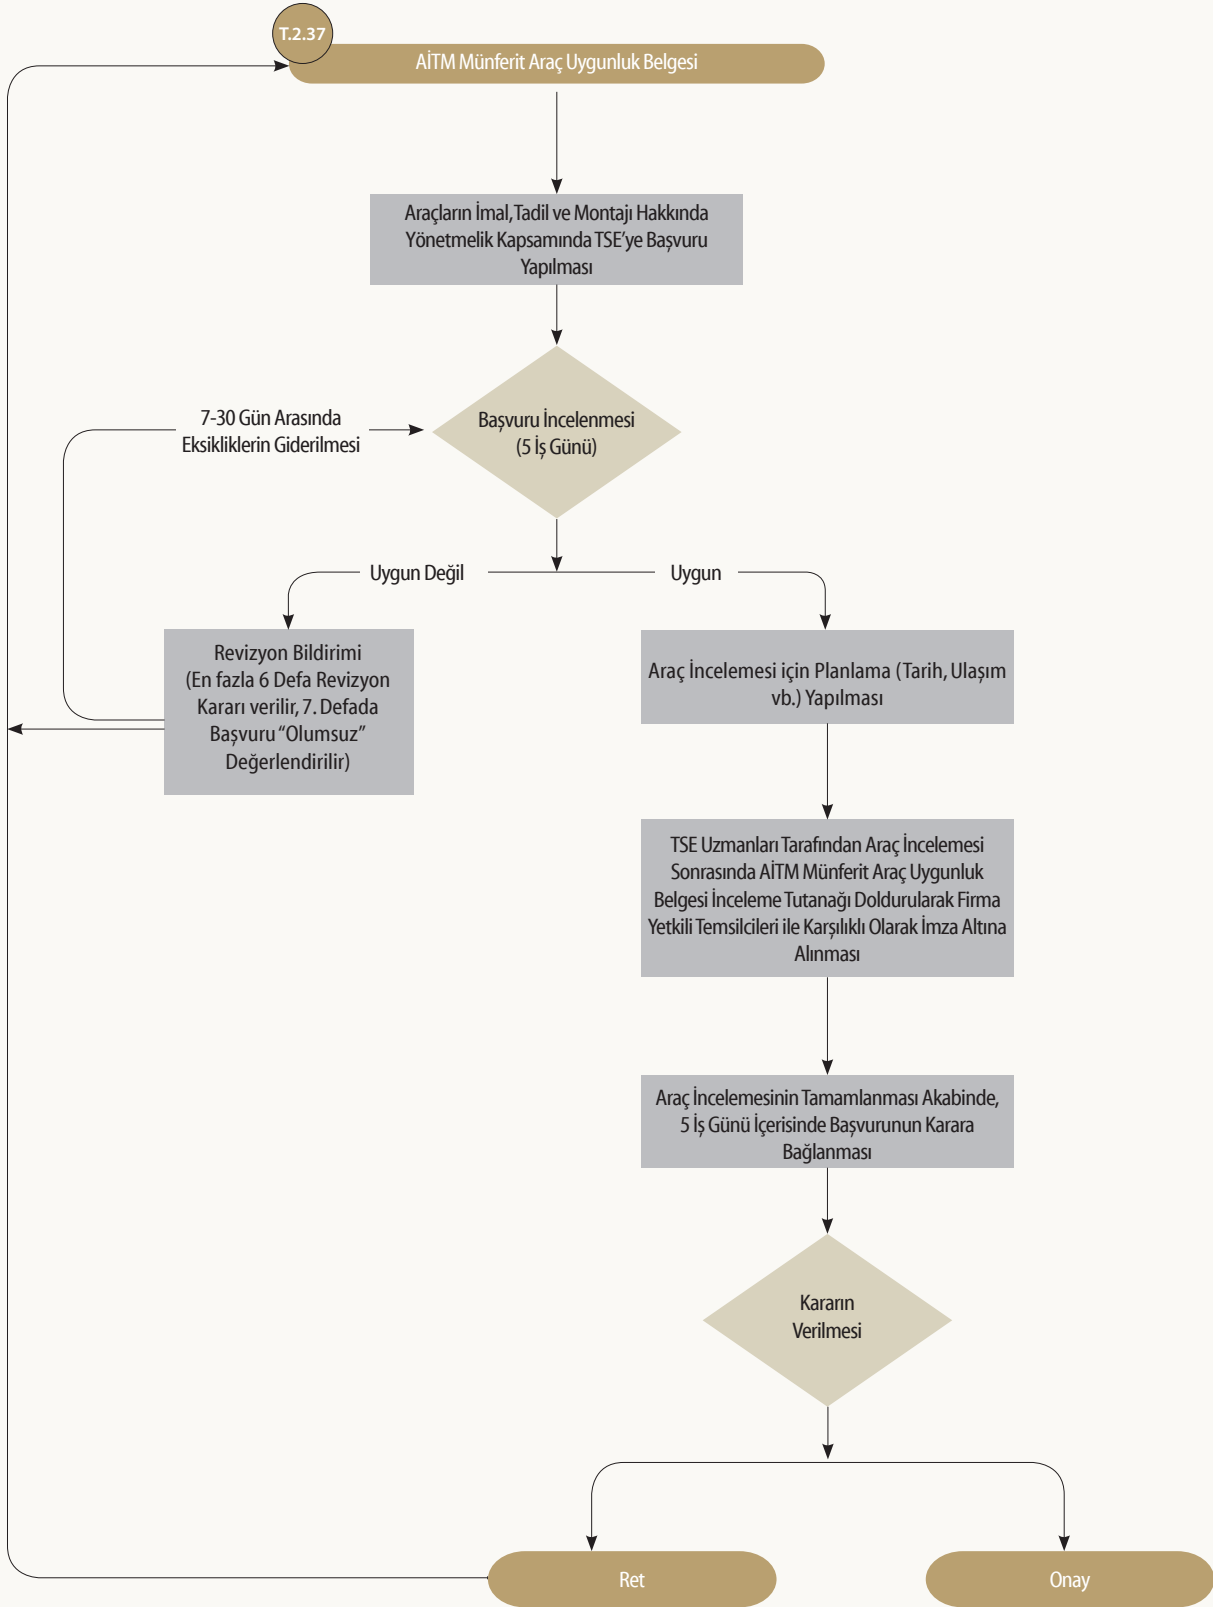 T.2.37
AİTM Münferit Araç Uygunluk Belgesi
Araçların İmal,Tadil ve Montajı Hakkında
Yönetmelik Kapsamında TSE'ye Başvuru
Yapılması
7-30 Gün Arasında
Eksikliklerin Giderilmesi
Başvuru İncelenmesi
(5 İş Günü)
Uygun Değil
Uygun
Revizyon Bildirimi
(En fazla 6 Defa Revizyon
Kararı verilir, 7. Defada
Başvuru “Olumsuz”
Değerlendirilir)
Araç İncelemesi için Planlama (Tarih, Ulaşım
vb.) Yapılması
TSE Uzmanları Tarafından Araç İncelemesi
Sonrasında AİTM Münferit Araç Uygunluk
Belgesi İnceleme Tutanağı Doldurularak Firma
Yetkili Temsilcileri ile Karşılıklı Olarak İmza Altına
Alınması
Araç İncelemesinin Tamamlanması Akabinde,
5 İş Günü İçerisinde Başvurunun Karara
Bağlanması
Kararın
Verilmesi
Ret
Onay